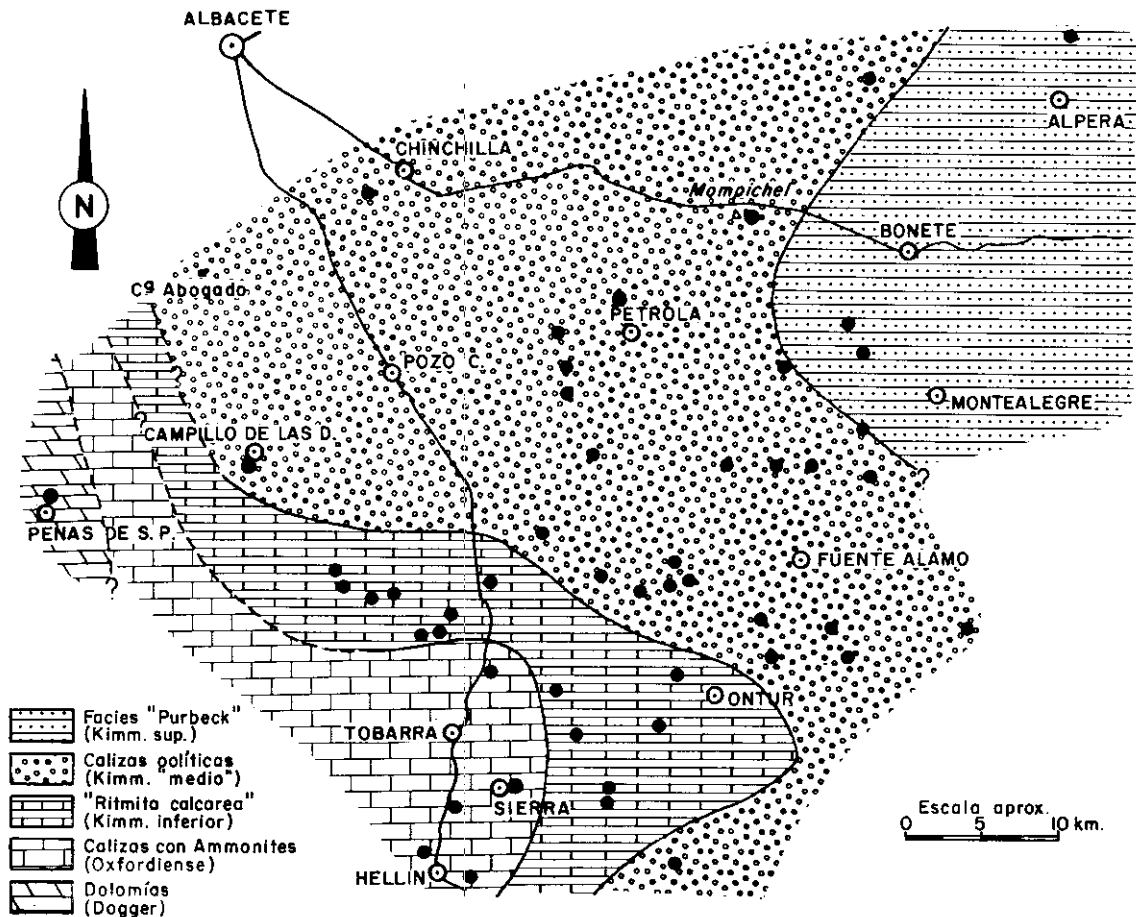 ALBACETE
CHINCHILLA
ALPERA
Mompichel
N
BONETE
Cº Abogado
PETROLA
POZO C.
MONTEALEGRE
?
?
CAMPILLO DE LAS D.
?
PEÑAS DE S.P.
FUENTE ALAMO
?
ONTUR
TOBARRA
SIERRA
HELLIN
Facies "Purbeck"
(Kimm. sup.)
Calizas políticas
(Kimm. "medio")
"Ritmita calcarea"
(Kimm. inferior)
Calizas con Ammonites
(Oxfordiense)
Dolomías
(Dogger)
Escala aprox.
0 5 10 km.